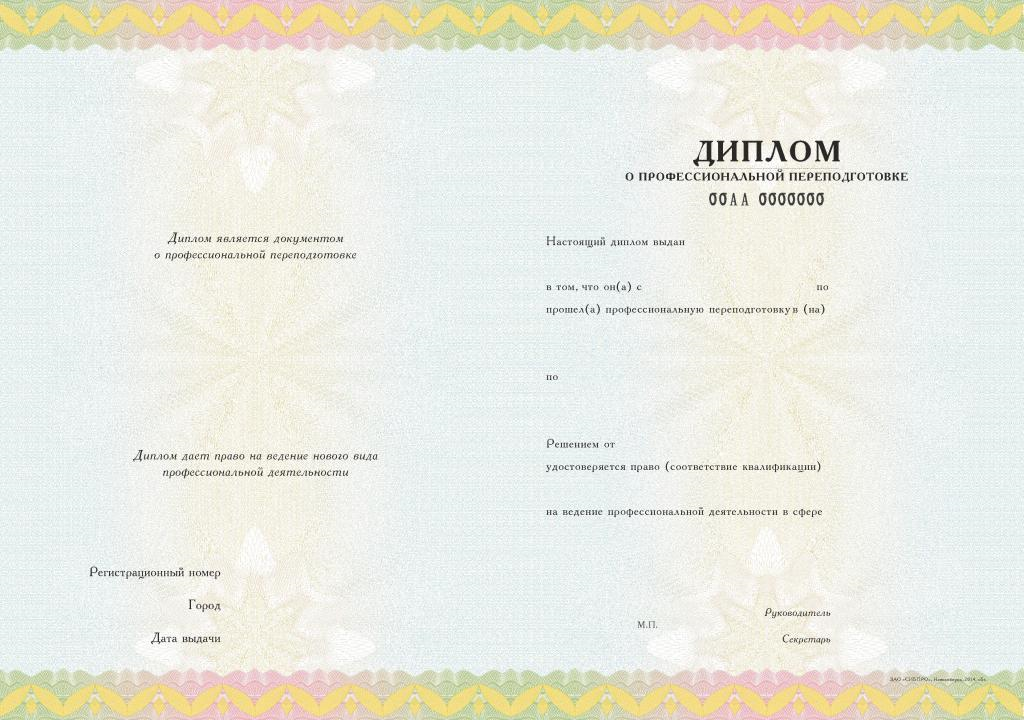 Диплом является документом
о профессиональной переподготовке
Диплом дает право на ведение нового вида
профессиональной деятельности
Регистрационный номер
Город
Дата выдачи
ДИПЛОМ
О ПРОФЕССИОНАЛЬНОЙ ПЕРЕПОДГОТОВКЕ
00АА 0000000
Настоящий диплом выдан
в том, что он(а) с по
прошел(а) профессиональную переподготовку в (на)
по
Решением от
удостоверяется право (соответствие квалификации)
на ведение профессиональной деятельности в сфере
Руководитель
М.П.
Секретарь
ЗАО «СИБПРО», Новосибирск, 2014,